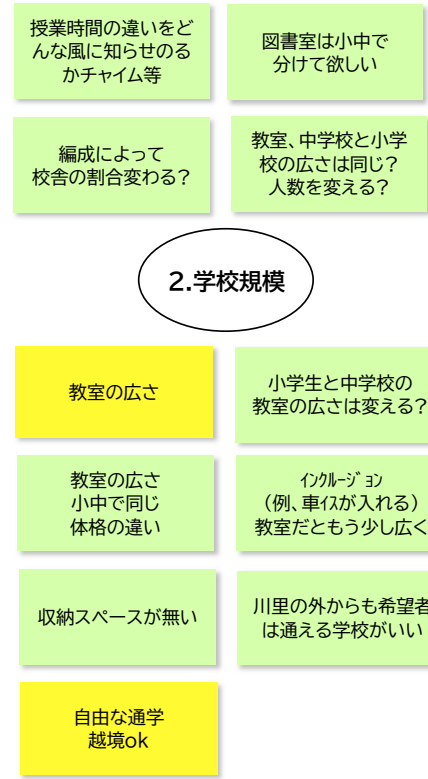 授業時間の違いをど
んな風に知らせのる
かチャイム等
図書室は小中で
分けて欲しい
編成によって
校舎の割合変わる？
教室、中学校と小学
校の広さは同じ？
人数を変える？
2.学校規模
教室の広さ
小学生と中学校の
教室の広さは変える？
教室の広さ
小中で同じ
体格の違い
ｲﾝｸﾙｰｼﾞｮﾝ
（例、車ｲｽが入れる）
教室だともう少し広く
収納スペースが無い
川里の外からも希望者
は通える学校がいい
自由な通学
越境ok